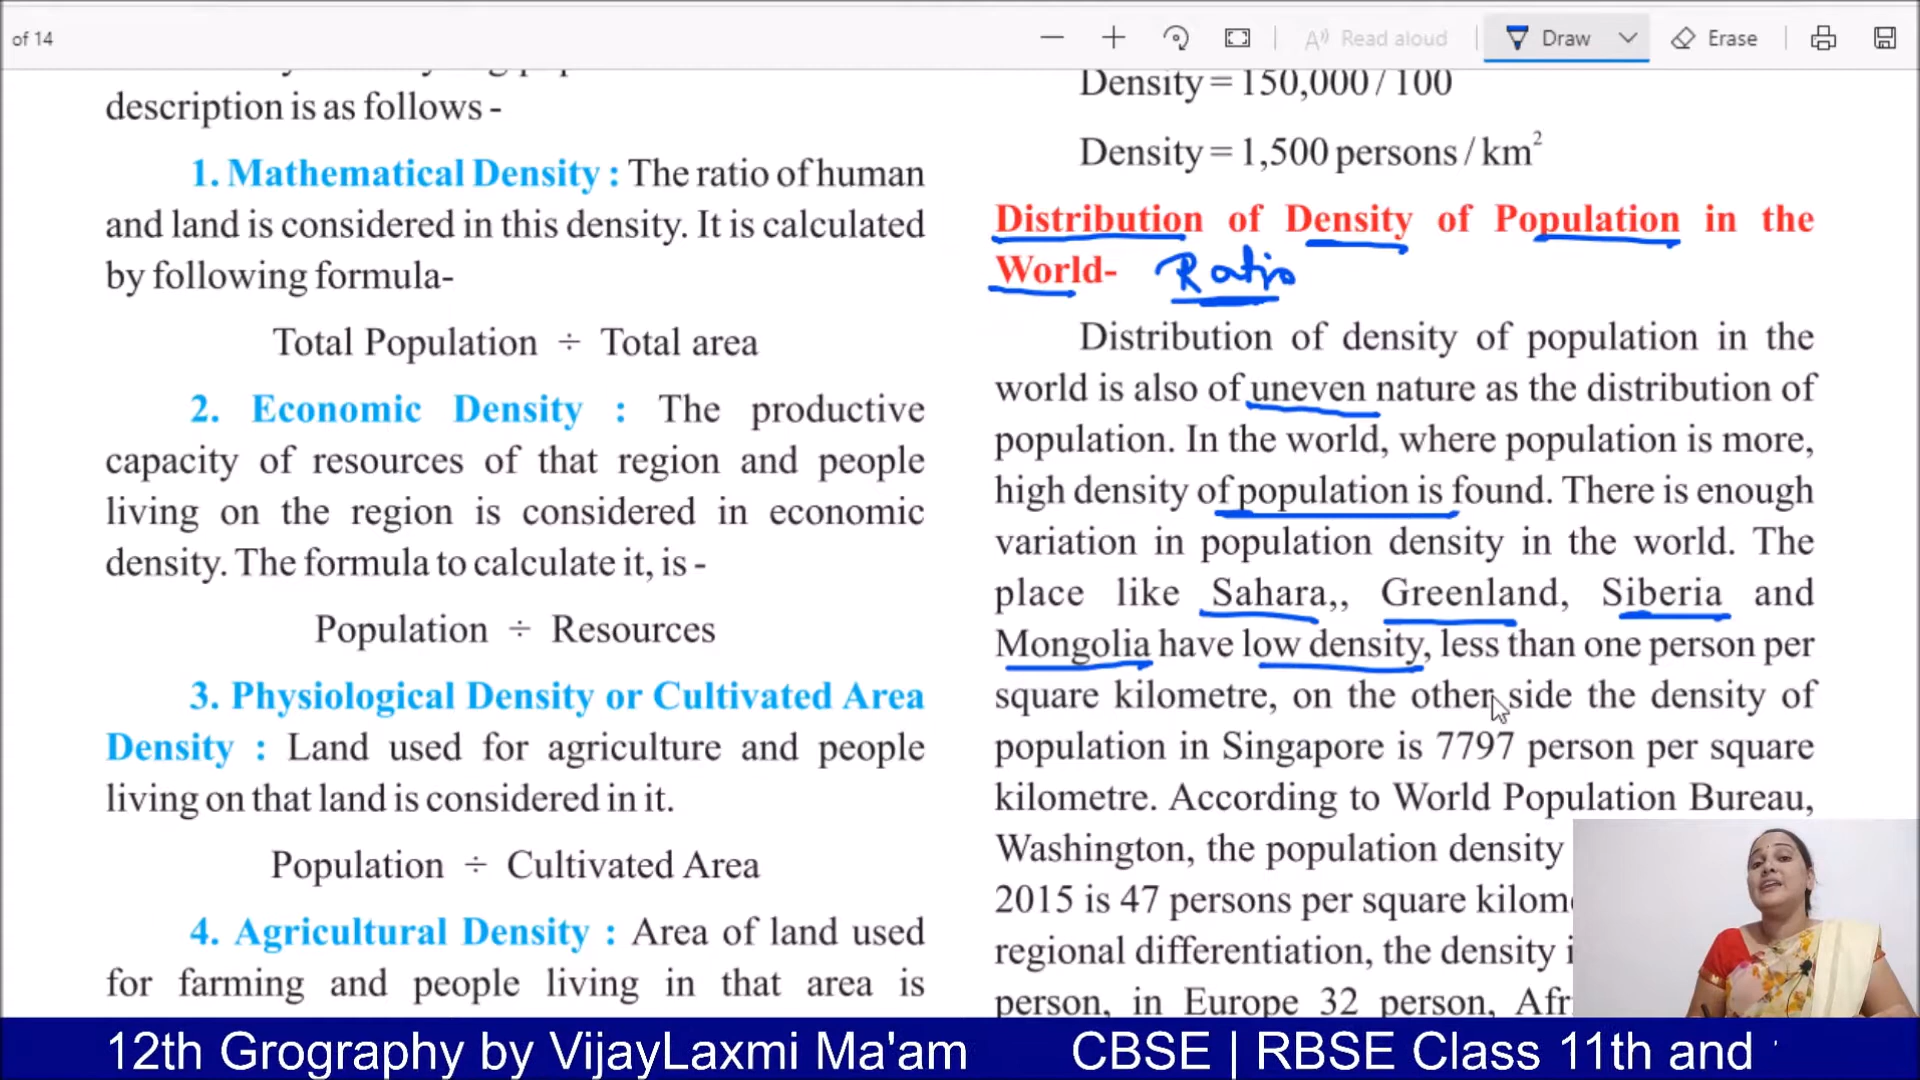 of 14
Read aloud
Draw
Erase
description is as follows -
1. Mathematical Density : The ratio of human
and land is considered in this density. It is calculated
by following formula-
Total Population ÷ Total area
2. Economic Density : The productive
capacity of resources of that region and people
living on the region is considered in economic
density. The formula to calculate it, is -
Population ÷ Resources
3. Physiological Density or Cultivated Area
Density : Land used for agriculture and people
living on that land is considered in it.
Population ÷ Cultivated Area
4. Agricultural Density : Area of land used
for farming and people living in that area is
Density = 150,000 / 100
Density = 1,500 persons / km²
Distribution of Density of Population in the
World- Ratio
Distribution of density of population in the
world is also of uneven nature as the distribution of
population. In the world, where population is more,
high density of population is found. There is enough
variation in population density in the world. The
place like Sahara,, Greenland, Siberia and
Mongolia have low density, less than one person per
square kilometre, on the other side the density of
population in Singapore is 7797 person per square
kilometre. According to World Population Bureau,
Washington, the population density
2015 is 47 persons per square
regional differentiation, the density
person, in Europe 32 person,
12th Grography by VijayLaxmi Ma'am CBSE | RBSE Class 11th and